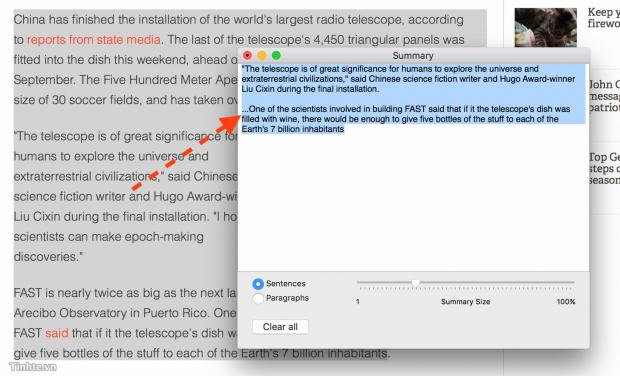 China has finished the installation of the world's largest radio telescope, according
to reports from state media. The last of the telescope's 4,450 triangular panels was
fitted into the dish this weekend, ahead o
September. The Five Hundred Meter Ape
size of 30 soccer fields, and has taken ov
"The telescope is of great significance fo
humans to explore the universe and
extraterrestrial civilizations," said Chinese
science fiction writer and Hugo Award-wi
Liu Cixin during the final installation. "I ho
scientists can make epoch-making
discoveries."
FAST is nearly twice as big as the next la
Arecibo Observatory in Puerto Rico. One
FAST said that if it the telescope's dish wa
give five bottles of the stuff to each of the Earth's 7 billion inhabitants.
Summary
"The telescope is of great significance for humans to explore the universe and
extraterrestrial civilizations," said Chinese science fiction writer and Hugo Award-winner
Liu Cixin during the final installation.
...One of the scientists involved in building FAST said that if it the telescope's dish was
filled with wine, there would be enough to give five bottles of the stuff to each of the
Earth's 7 billion inhabitants
Sentences
Paragraphs
1 Summary Size 100%
Clear all
Keep y
firewo
John O
messag
patriot
Top Ge
steps d
season
Tinhte.vn